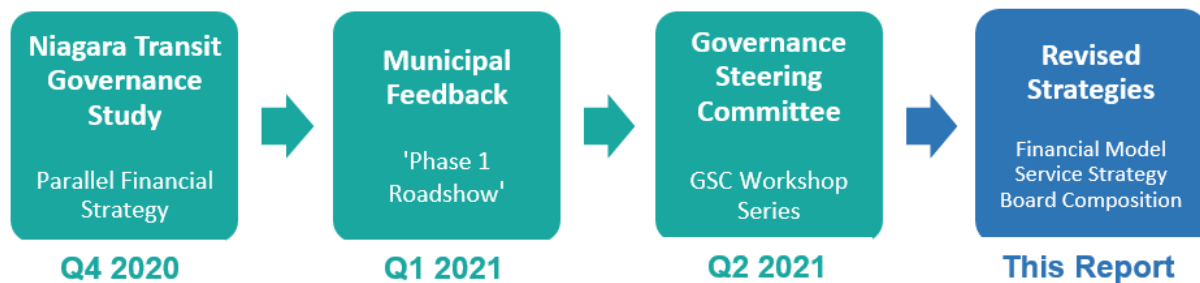 Niagara Transit
Governance
Study
Parallel Financial
Strategy
Q4 2020
Municipal
Feedback
'Phase 1
Roadshow'
Q1 2021
Governance
Steering
Committee
GSC Workshop
Series
Q2 2021
Revised
Strategies
Financial Model
Service Strategy
Board Composition
This Report